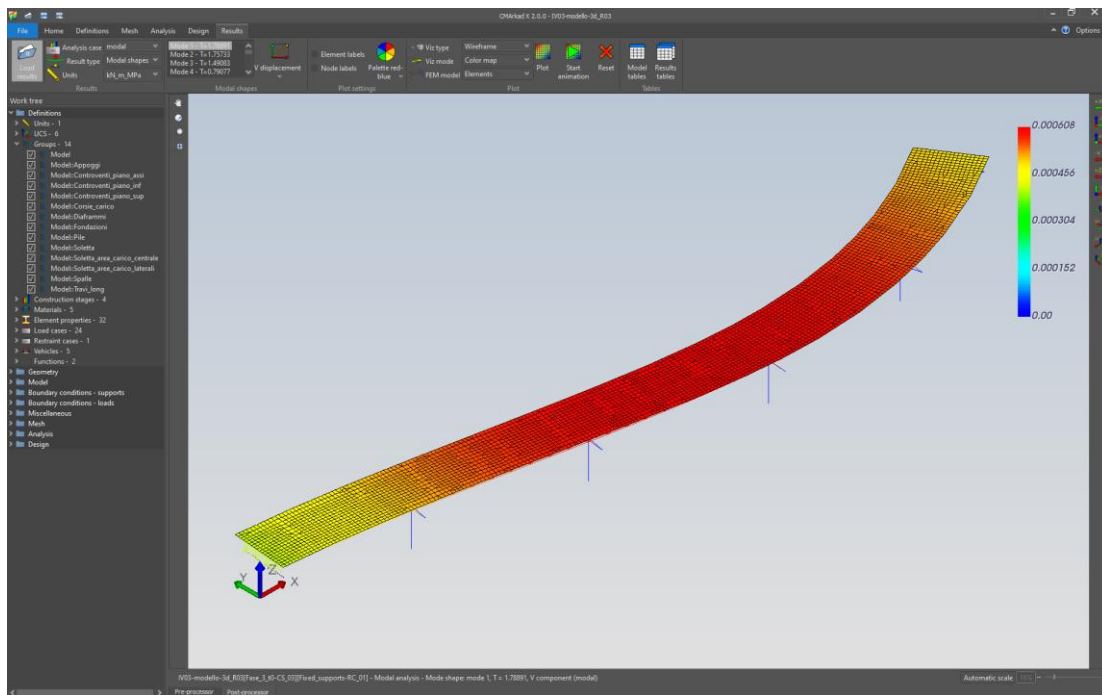 CMArkad X 2.0.0 - IV03-modello-3d_R03
File Home Definitions Mesh Analysis Design Results
Options
Load results
Analysis case modal
Result type Modal shapes
Units kN_m_MPa
Results
Mode 1 - T=1.78891
Mode 2 - T=1.75733
Mode 3 - T=1.49083
Mode 4 - T=0.79077
V displacement
Modal shapes
Element labels
Node labels
Palette red-blue
Plot settings
Viz type Wireframe
Viz mode Color map
FEM model Elements
Plot
Start animation
Reset
Plot
Model tables
Results tables
Tables
Work tree
Definitions
Units - 1
UCS - 6
Groups - 14
Model
Model::Appoggi
Model::Controventi_piano_assi
Model::Controventi_piano_inf
Model::Controventi_piano_sup
Model::Corsie_carico
Model::Diaframmi
Model::Fondazioni
Model::Pile
Model::Soletta
Model::Soletta_area_carico_centrale
Model::Soletta_aree_carico_laterali
Model::Spalle
Model::Travi_long
Construction stages - 4
Materials - 5
Element properties - 32
Load cases - 24
Restraint cases - 1
Vehicles - 5
Functions - 2
Geometry
Model
Boundary conditions - supports
Boundary conditions - loads
Miscellaneous
Mesh
Analysis
Design
0.000608
0.000456
0.000304
0.000152
0.00
Y Z X
IV03-modello-3d_R03[Fase_3_t0-CS_03][Fixed_supports-RC_01] - Modal analysis - Mode shape: mode 1, T = 1.78891, V component (modal)
Automatic scale
Pre-processor Post-processor